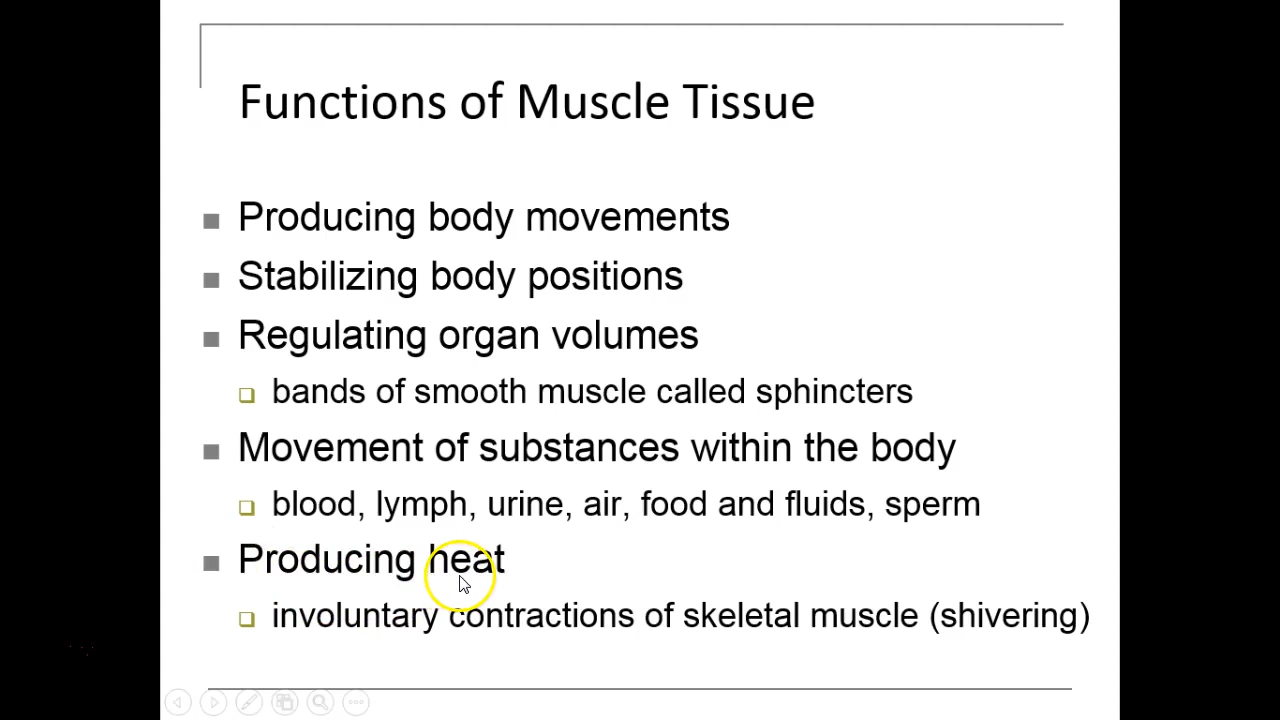 Functions of Muscle Tissue
Producing body movements
Stabilizing body positions
Regulating organ volumes
bands of smooth muscle called sphincters
Movement of substances within the body
blood, lymph, urine, air, food and fluids, sperm
Producing heat
involuntary contractions of skeletal muscle (shivering)